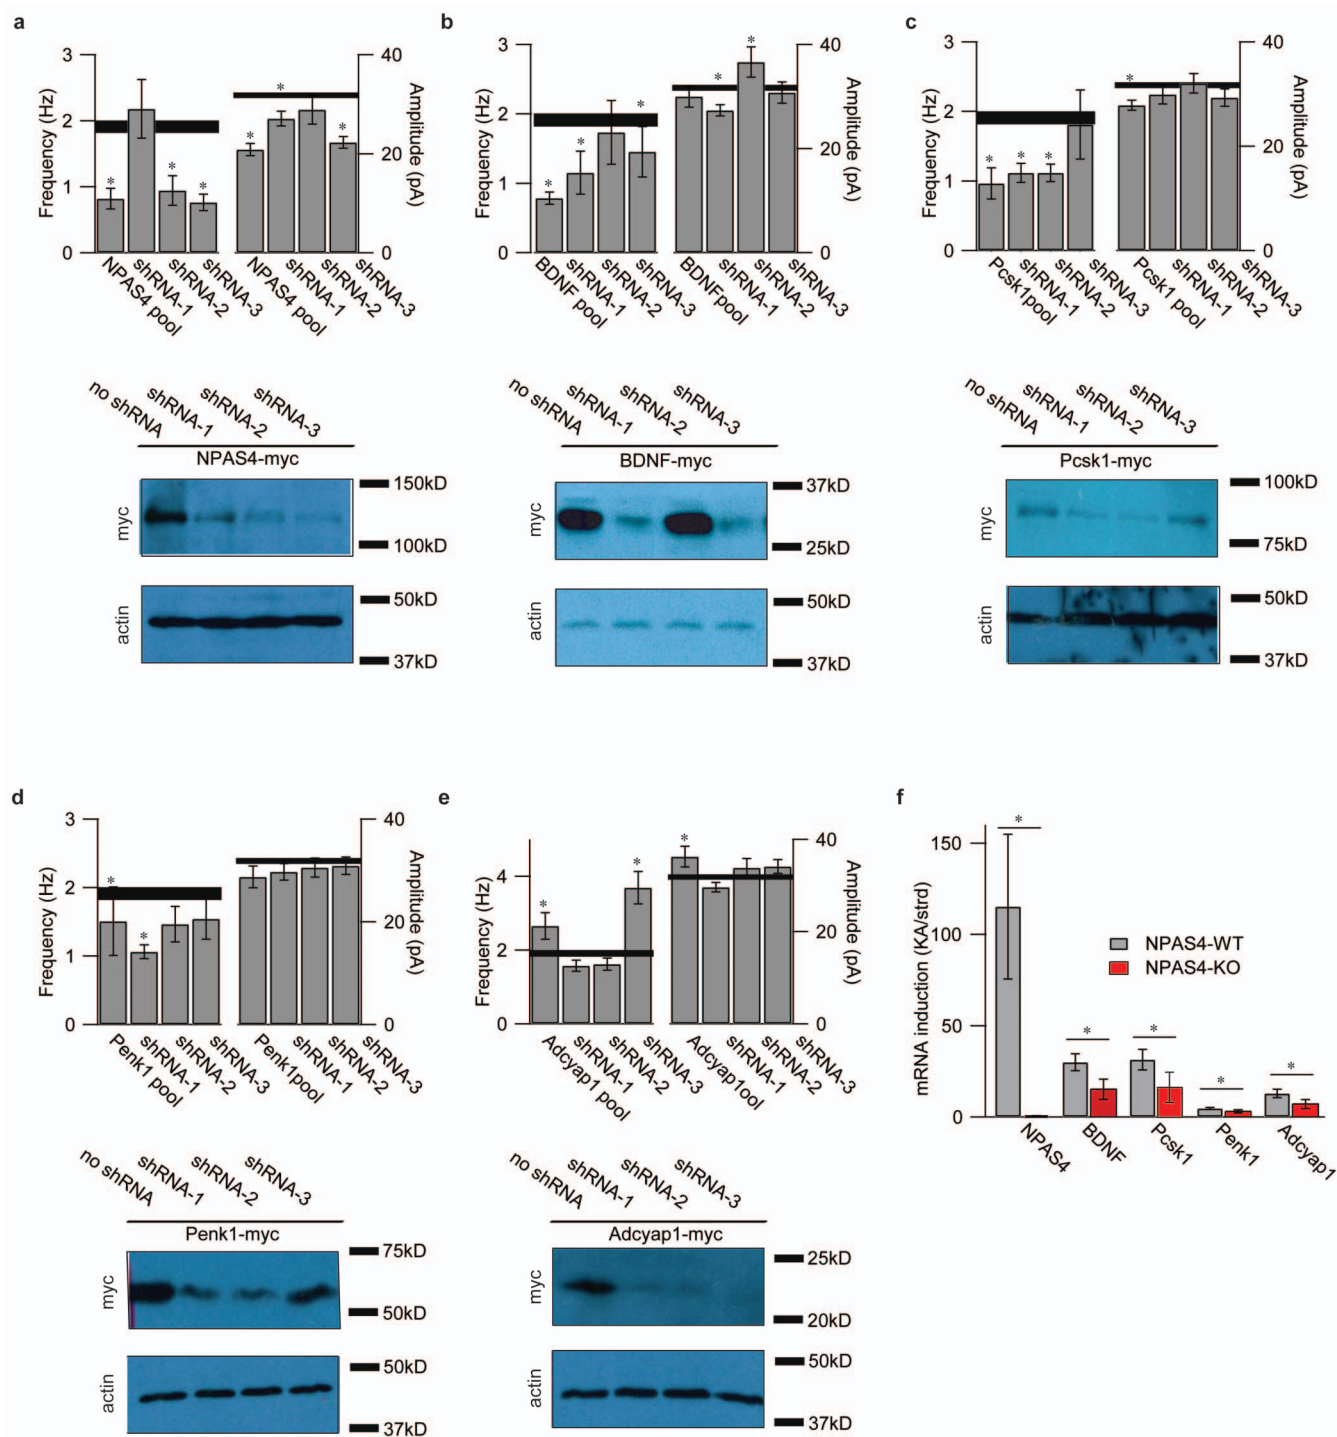 a
3
2
1
0
Frequency (Hz)
40
20
0
Amplitude (pA)
*
*
*
*
*
*
NPAS4 pool
shRNA-1
shRNA-2
shRNA-3
NPAS4 pool
shRNA-1
shRNA-2
shRNA-3
no shRNA
shRNA-1
shRNA-2
shRNA-3
NPAS4-myc
myc
150kD
100kD
actin
50kD
37kD
b
3
2
1
0
Frequency (Hz)
40
20
0
Amplitude (pA)
*
*
*
*
*
BDNF pool
shRNA-1
shRNA-2
shRNA-3
BDNFpool
shRNA-1
shRNA-2
shRNA-3
no shRNA
shRNA-1
shRNA-2
shRNA-3
BDNF-myc
myc
37kD
25kD
actin
50kD
37kD
c
3
2
1
0
Frequency (Hz)
40
20
0
Amplitude (pA)
*
*
*
*
Pcsk1pool
shRNA-1
shRNA-2
shRNA-3
Pcsk1 pool
shRNA-1
shRNA-2
shRNA-3
no shRNA
shRNA-1
shRNA-2
shRNA-3
Pcsk1-myc
myc
100kD
75kD
actin
50kD
37kD
d
3
2
1
0
Frequency (Hz)
40
20
0
Amplitude (pA)
*
*
Penk1 pool
shRNA-1
shRNA-2
shRNA-3
Penk1pool
shRNA-1
shRNA-2
shRNA-3
no shRNA
shRNA-1
shRNA-2
shRNA-3
Penk1-myc
myc
75kD
50kD
actin
50kD
37kD
e
4
2
0
Frequency (Hz)
40
20
0
Amplitude (pA)
*
*
*
Adcyap1 pool
shRNA-1
shRNA-2
shRNA-3
Adcyap1ool
shRNA-1
shRNA-2
shRNA-3
no shRNA
shRNA-1
shRNA-2
shRNA-3
Adcyap1-myc
myc
25kD
20kD
actin
50kD
37kD
f
150
100
50
0
mRNA induction (KA/strd)
*
*
*
*
*
NPAS4-WT
NPAS4-KO
NPAS4
BDNF
Pcsk1
Penk1
Adcyap1